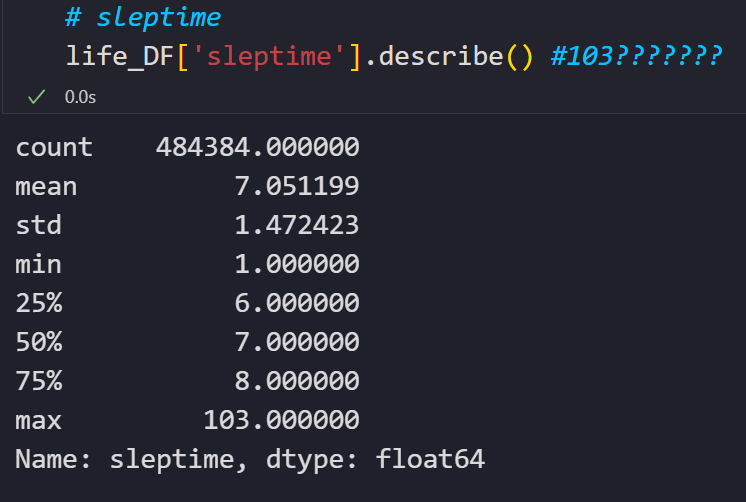 # sleptime
life_DF['sleptime'].describe() #103???????
0.0s
count 484384.000000
mean 7.051199
std 1.472423
min 1.000000
25% 6.000000
50% 7.000000
75% 8.000000
max 103.000000
Name: sleptime, dtype: float64